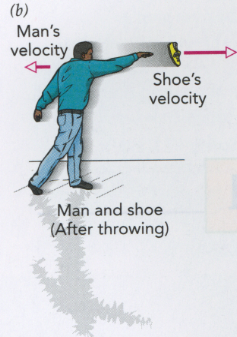 (b)
Man's
velocity
Shoe's
velocity
Man and shoe
(After throwing)